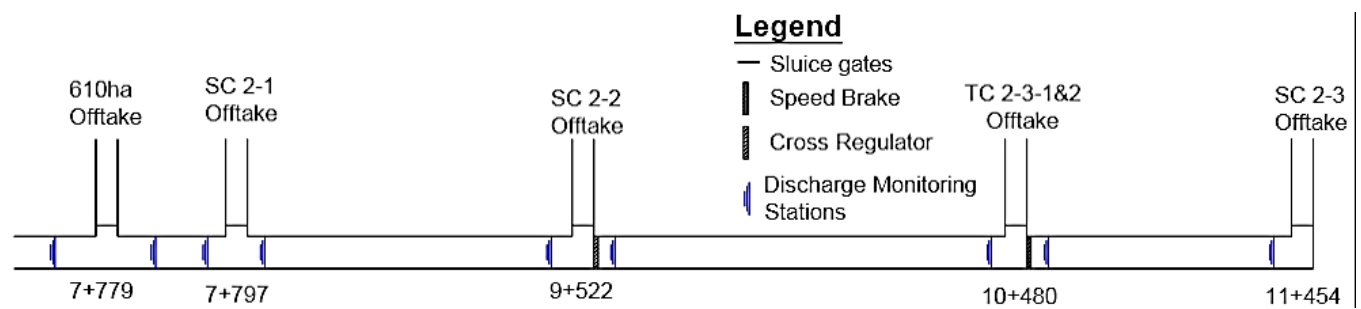 Legend
Sluice gates
Speed Brake
Cross Regulator
Discharge Monitoring
Stations
610ha
Offtake
SC 2-1
Offtake
SC 2-2
Offtake
TC 2-3-1&2
Offtake
SC 2-3
Offtake
7+779
7+797
9+522
10+480
11+454